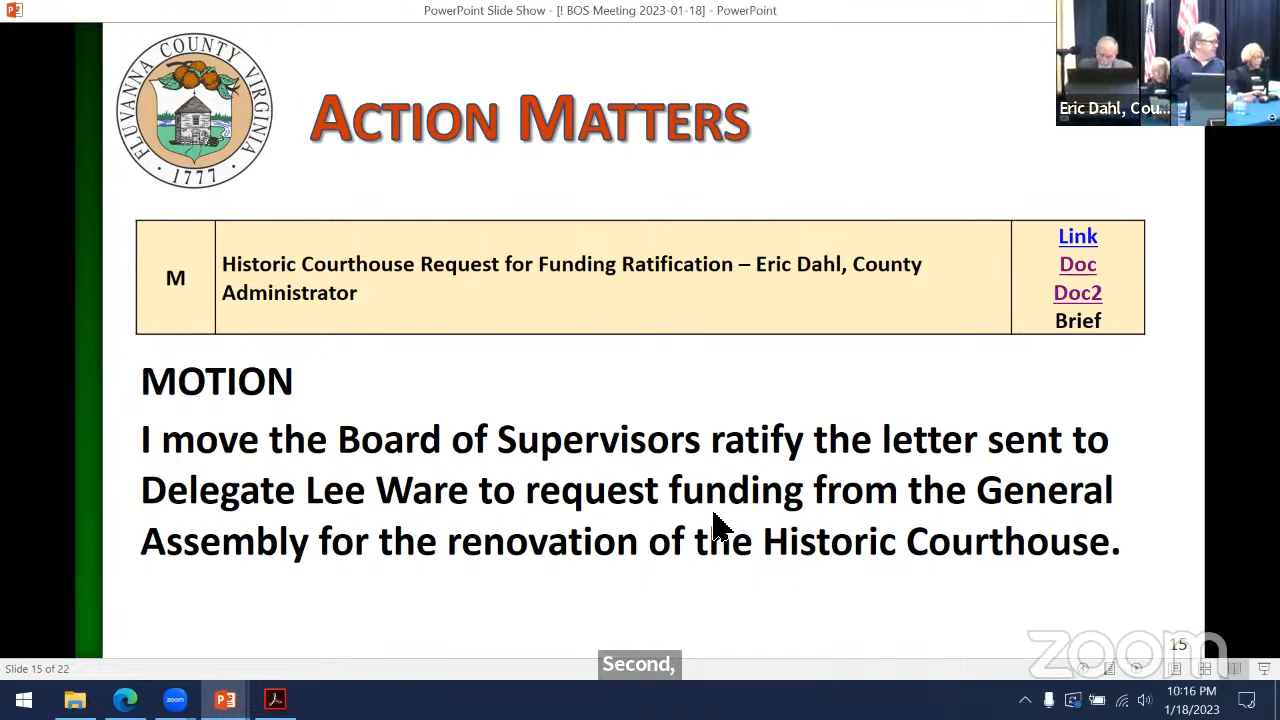 PowerPoint Slide Show - [! BOS Meeting 2023-01-18] - PowerPoint
FLUVANNA COUNTY VIRGINIA
1777
ACTION MATTERS
Eric Dahl, Cou...
M
Historic Courthouse Request for Funding Ratification – Eric Dahl, County
Administrator
Link
Doc
Doc2
Brief
MOTION
I move the Board of Supervisors ratify the letter sent to
Delegate Lee Ware to request funding from the General
Assembly for the renovation of the Historic Courthouse.
zoom
15
Second,
Slide 15 of 22
zoom
10:16 PM
1/18/2023